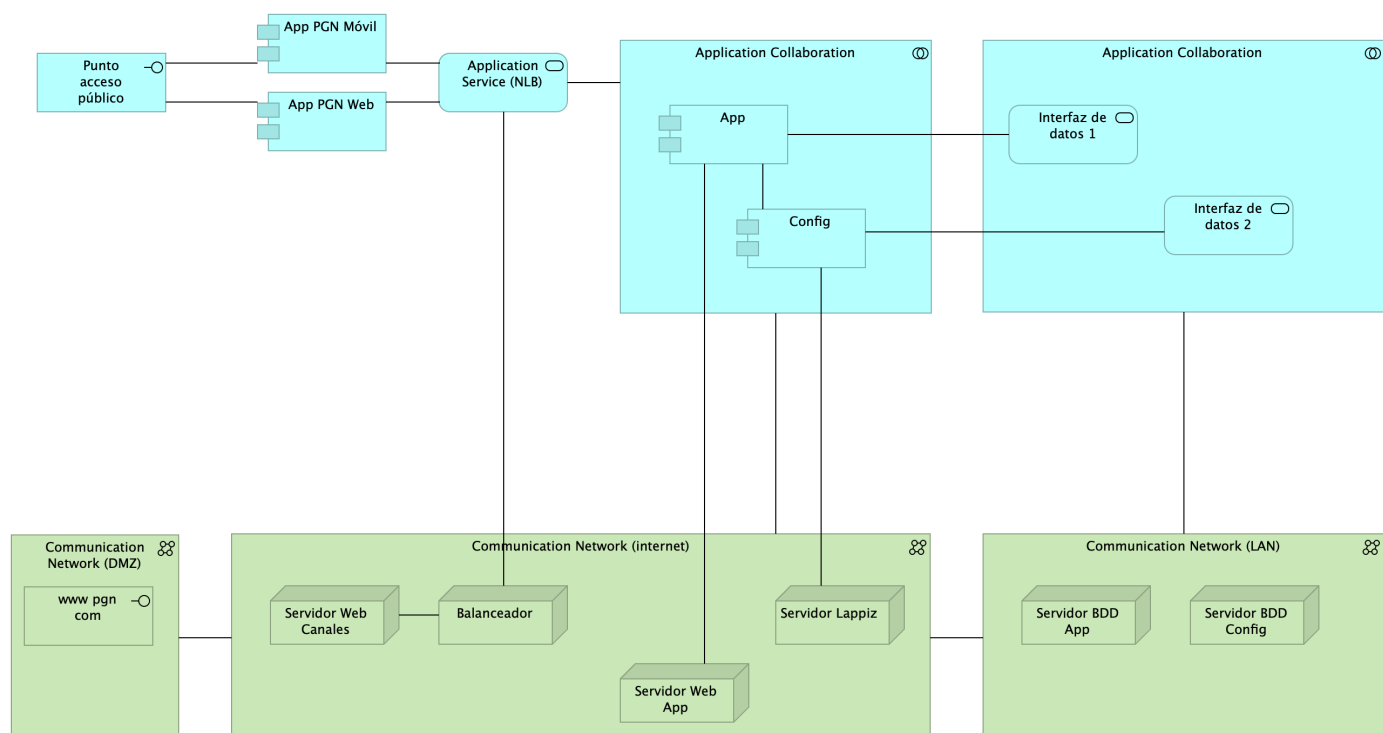 App PGN Móvil
Punto
acceso
público
App PGN Web
Application
Service (NLB)
Application Collaboration
App
Config
Application Collaboration
Interfaz de
datos 1
Interfaz de
datos 2
Communication
Network (DMZ)
www pgn
com
Communication Network (internet)
Servidor Web
Canales
Balanceador
Servidor Lappiz
Servidor Web
App
Communication Network (LAN)
Servidor BDD
App
Servidor BDD
Config